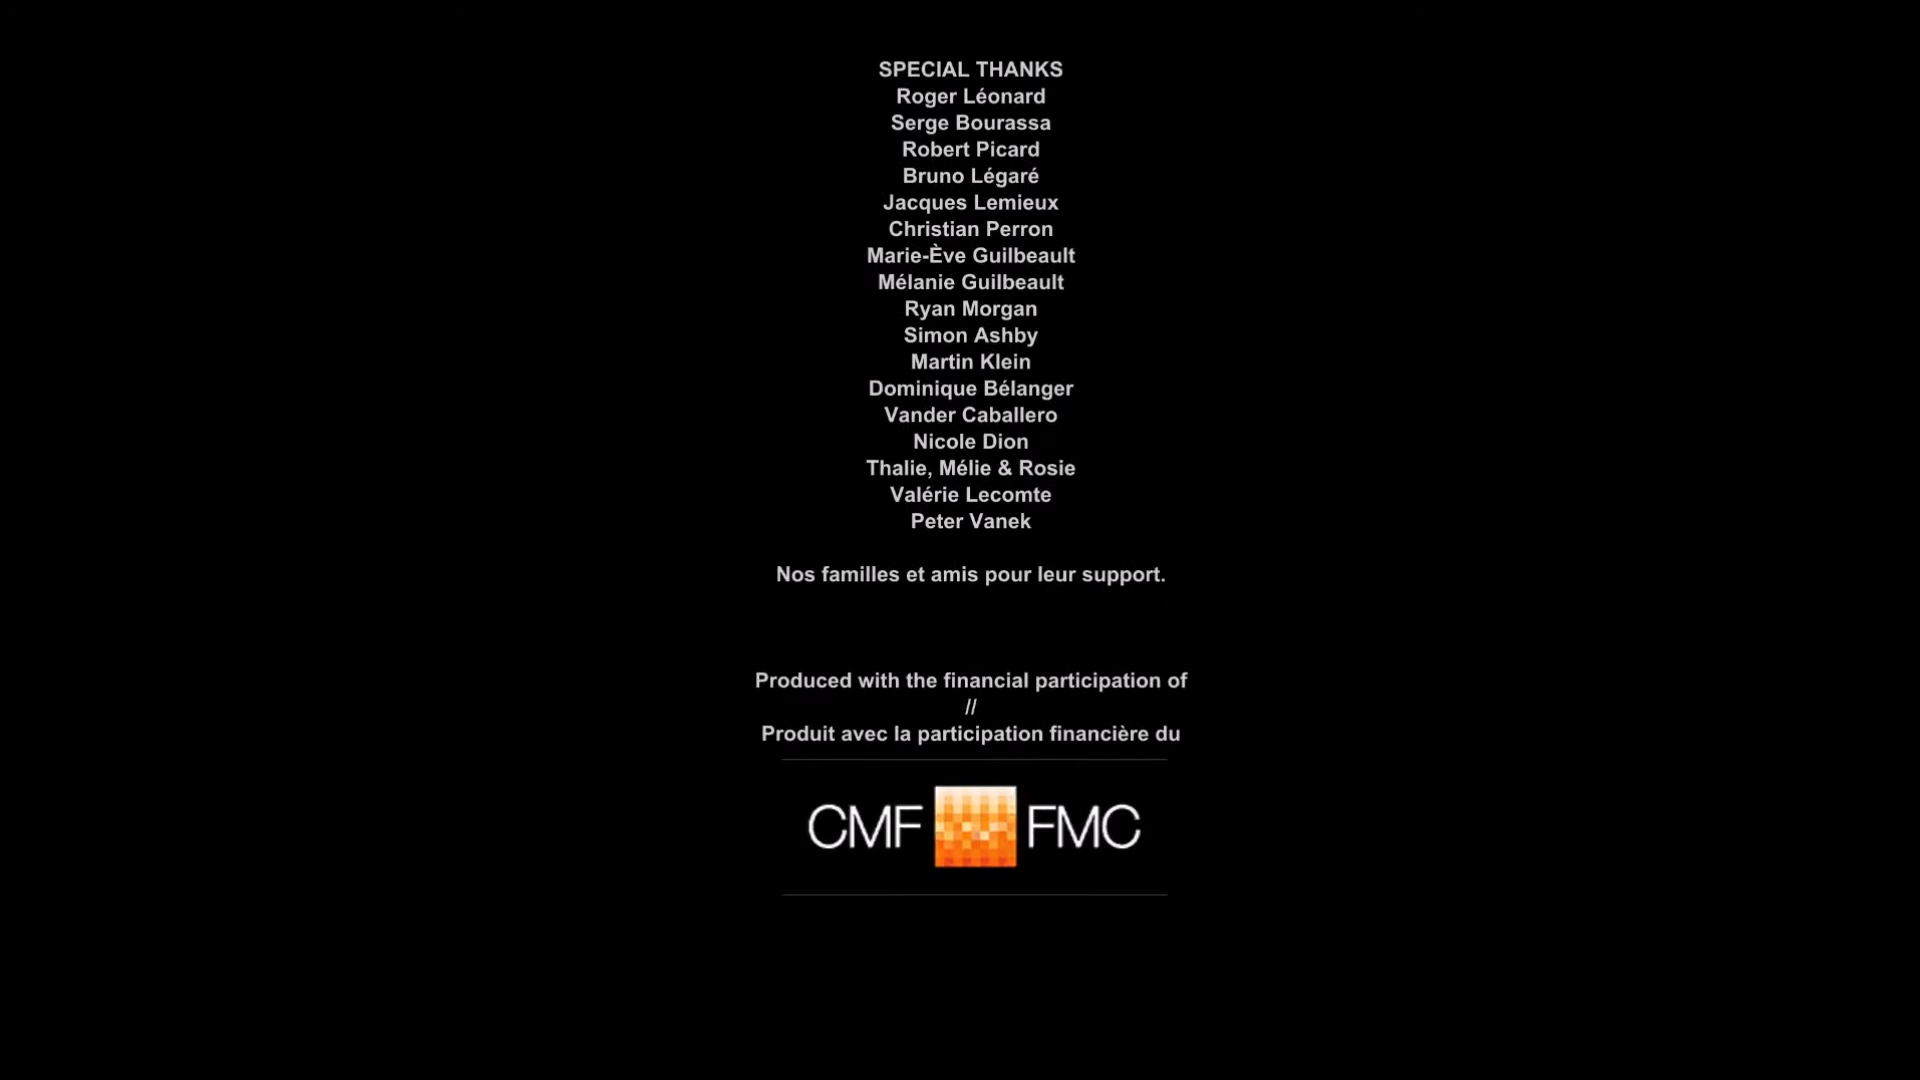 SPECIAL THANKS
Roger Léonard
Serge Bourassa
Robert Picard
Bruno Légaré
Jacques Lemieux
Christian Perron
Marie-Ève Guilbeault
Mélanie Guilbeault
Ryan Morgan
Simon Ashby
Martin Klein
Dominique Bélanger
Vander Caballero
Nicole Dion
Thalie, Mélie & Rosie
Valérie Lecomte
Peter Vanek
Nos familles et amis pour leur support.
Produced with the financial participation of
//
Produit avec la participation financière du
CMF FMC